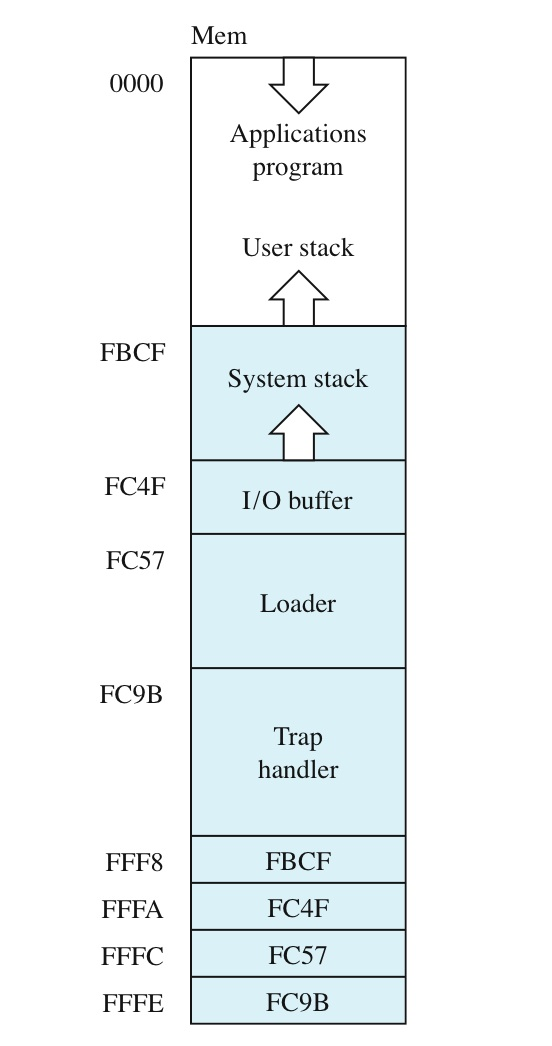 Mem
0000
Applications
program
User stack
FBCF
System stack
FC4F
I/O buffer
FC57
Loader
FC9B
Trap
handler
FFF8 FBCF
FFFA FC4F
FFFC FC57
FFFE FC9B